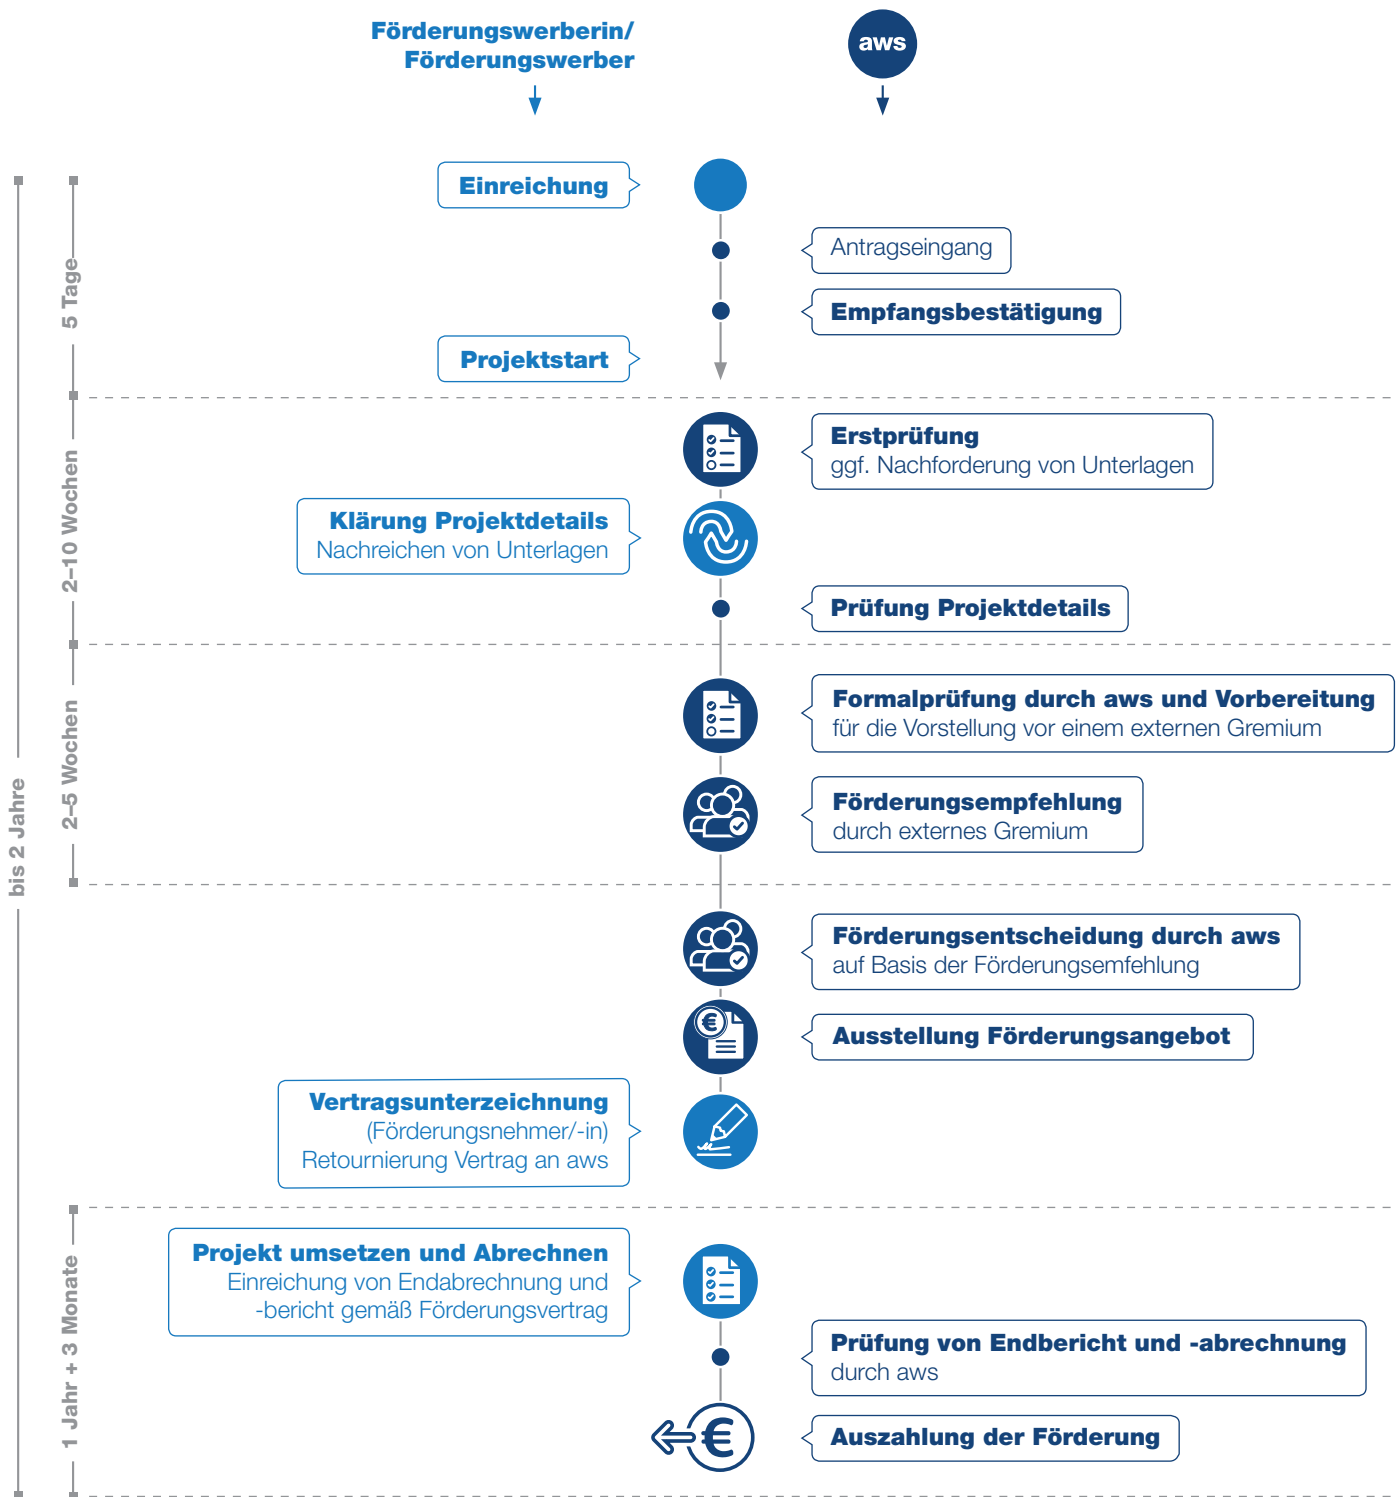 Förderungswerberin/
Förderungswerber
aws
Einreichung
Antragseingang
Empfangsbestätigung
Projektstart
5 Tage
Erstprüfung
ggf. Nachforderung von Unterlagen
Klärung Projektdetails
Nachreichen von Unterlagen
Prüfung Projektdetails
2–10 Wochen
Formalprüfung durch aws und Vorbereitung
für die Vorstellung vor einem externen Gremium
Förderungsempfehlung
durch externes Gremium
2–5 Wochen
bis 2 Jahre
Förderungsentscheidung durch aws
auf Basis der Förderungsemfehlung
€
Ausstellung Förderungsangebot
Vertragsunterzeichnung
(Förderungsnehmer/-in)
Retournierung Vertrag an aws
Projekt umsetzen und Abrechnen
Einreichung von Endabrechnung und
-bericht gemäß Förderungsvertrag
1 Jahr + 3 Monate
Prüfung von Endbericht und -abrechnung
durch aws
€
Auszahlung der Förderung